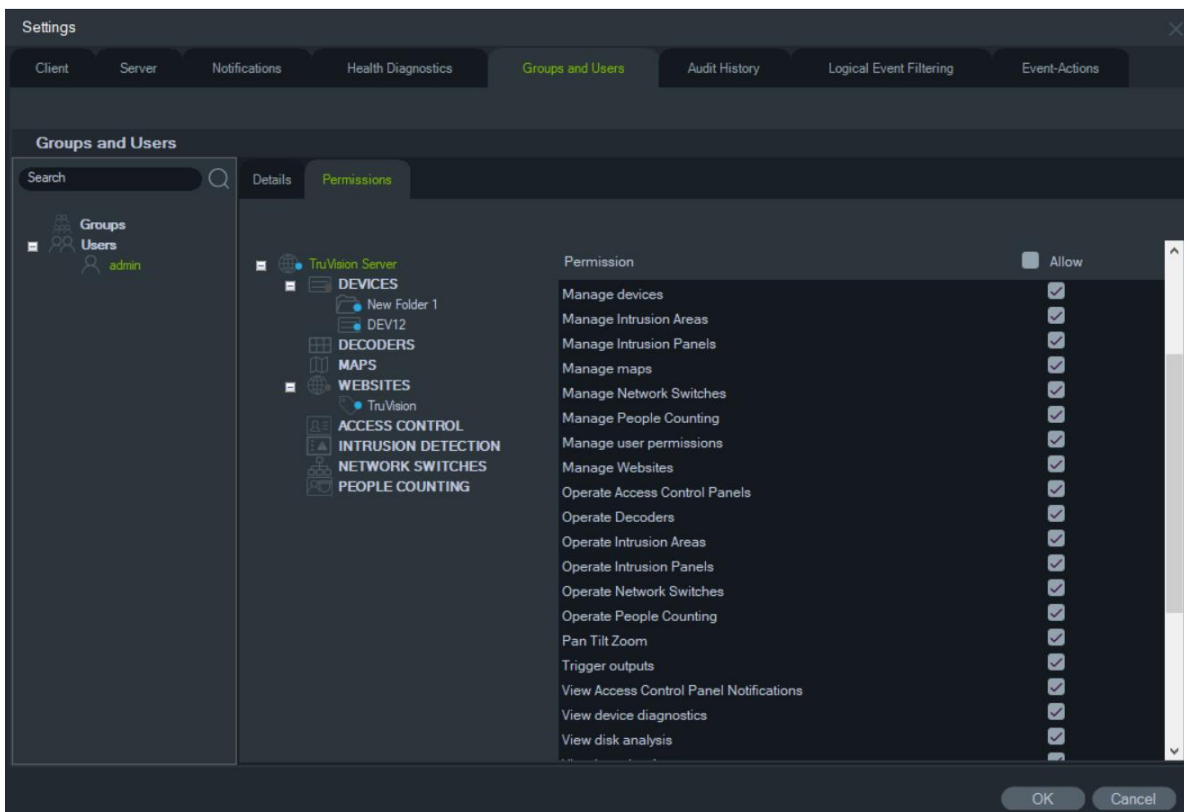 Settings
Client Server Notifications Health Diagnostics Groups and Users Audit History Logical Event Filtering Event-Actions
Groups and Users
Search
Groups
Users
admin
Details Permissions
TruVision Server
DEVICES
New Folder 1
DEV12
DECODERS
MAPS
WEBSITES
TruVision
ACCESS CONTROL
INTRUSION DETECTION
NETWORK SWITCHES
PEOPLE COUNTING
Permission Allow
Manage devices
Manage Intrusion Areas
Manage Intrusion Panels
Manage maps
Manage Network Switches
Manage People Counting
Manage user permissions
Manage Websites
Operate Access Control Panels
Operate Decoders
Operate Intrusion Areas
Operate Intrusion Panels
Operate Network Switches
Operate People Counting
Pan Tilt Zoom
Trigger outputs
View Access Control Panel Notifications
View device diagnostics
View disk analysis
OK Cancel